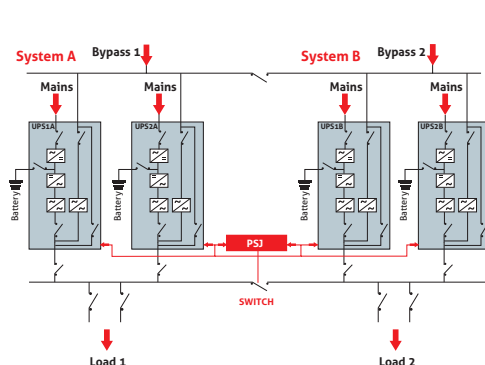 System A
Bypass 1
System B
Bypass 2
Mains
Mains
Mains
Mains
UPS1A
UPS2A
UPS1B
UPS2B
Battery
Battery
Battery
Battery
PSJ
SWITCH
Load 1
Load 2